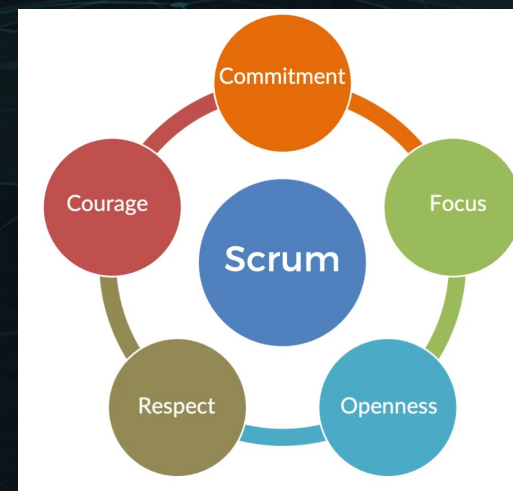 Commitment
Courage
Focus
Scrum
Respect
Openness